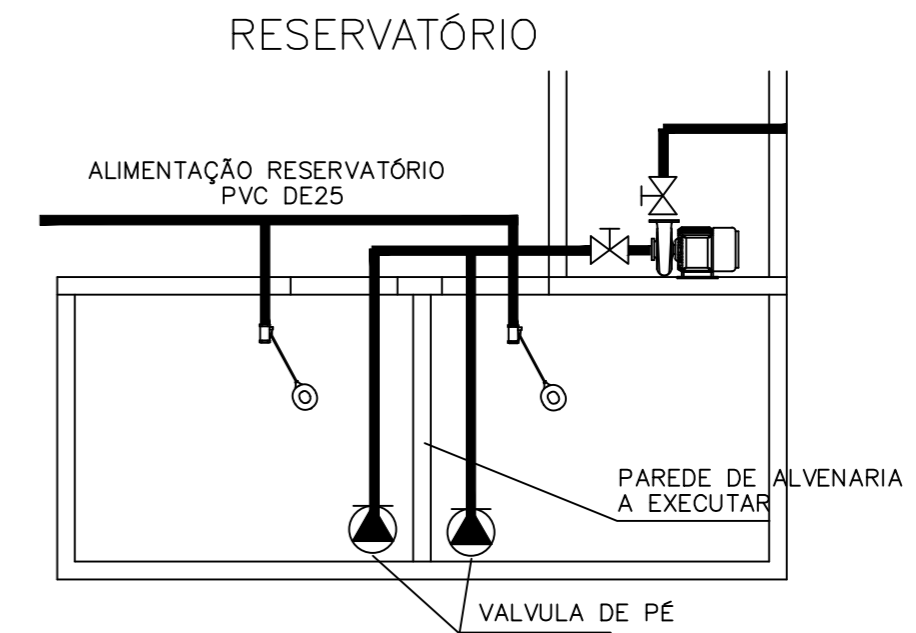 RESERVATÓRIO
ALIMENTAÇÃO RESERVATÓRIO
PVC DE25
PAREDE DE ALVENARIA
A EXECUTAR
VALVULA DE PÉ